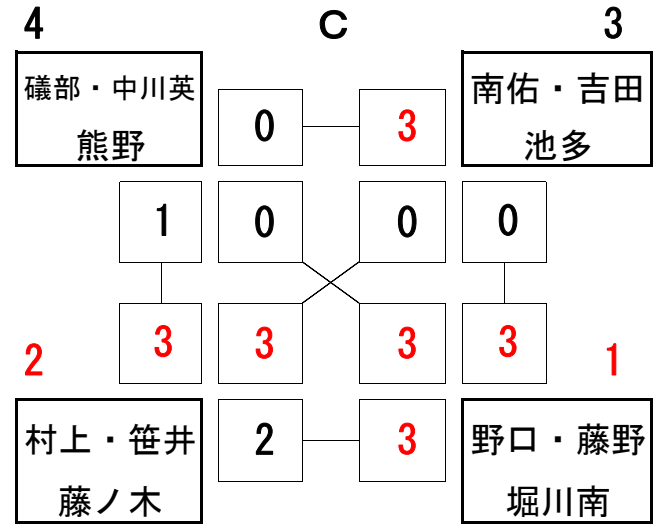 4 C 3
礒部・中川英 南佑・吉田
熊野 0 3 池多
1 0 0 0
3 3 3 3
2 1
村上・笹井 野口・藤野
藤ノ木 2 3 堀川南